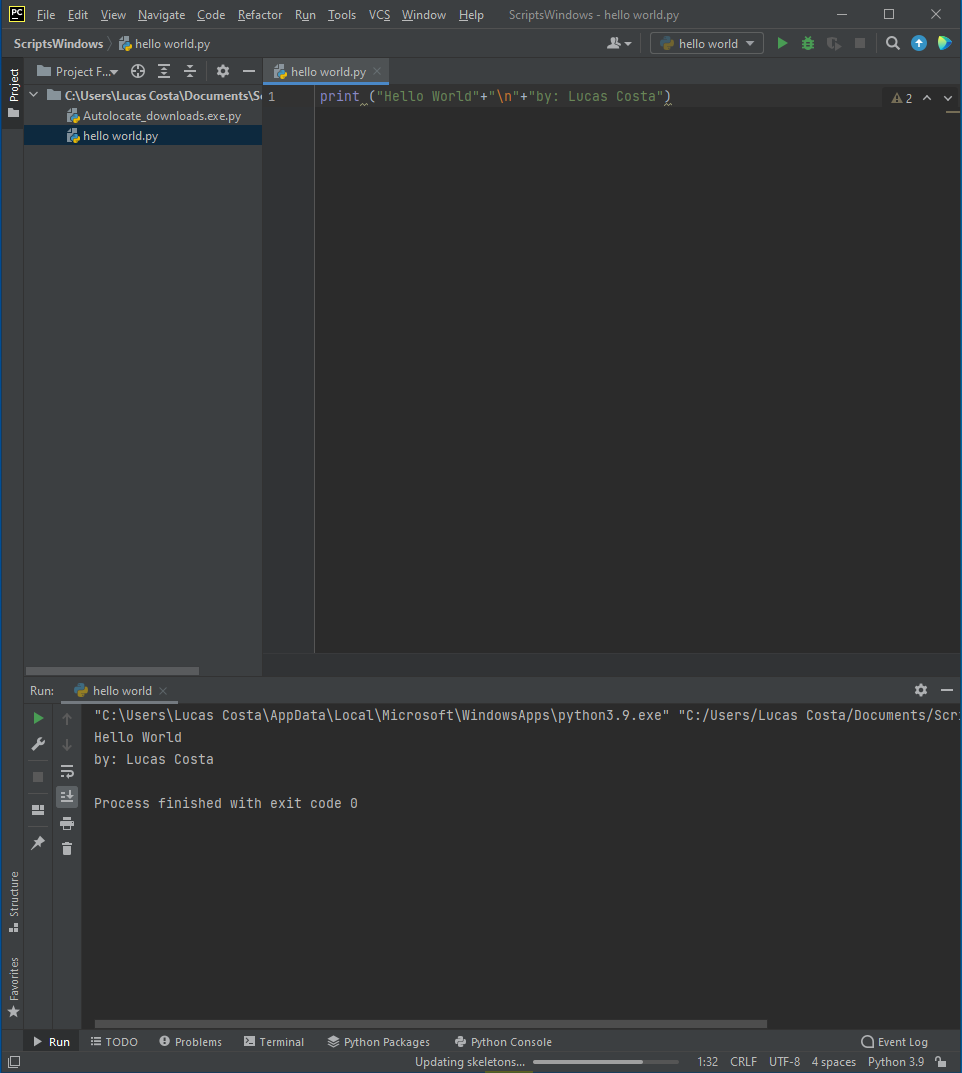 PC File Edit View Navigate Code Refactor Run Tools VCS Window Help ScriptsWindows - hello world.py
ScriptsWindows hello world.py hello world
Project Project F... hello world.py
C:\Users\Lucas Costa\Documents\S
Autolocate_downloads.exe.py
hello world.py
1 print ("Hello World"+"\n"+"by: Lucas Costa") 2
Run: hello world
"C:\Users\Lucas Costa\AppData\Local\Microsoft\WindowsApps\python3.9.exe" "C:/Users/Lucas Costa/Documents/Scr
Hello World
by: Lucas Costa
Process finished with exit code 0
Structure
Favorites
Run TODO Problems Terminal Python Packages Python Console Event Log
Updating skeletons... 1:32 CRLF UTF-8 4 spaces Python 3.9